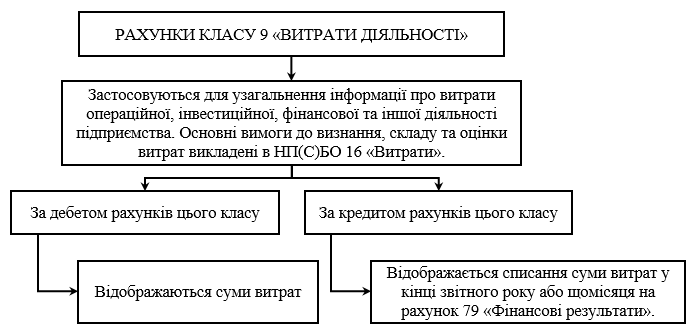 РАХУНКИ КЛАСУ 9 «ВИТРАТИ ДІЯЛЬНОСТІ»
Застосовуються для узагальнення інформації про витрати
операційної, інвестиційної, фінансової та іншої діяльності
підприємства. Основні вимоги до визнання, складу та оцінки
витрат викладені в НП(С)БО 16 «Витрати».
За дебетом рахунків цього класу
За кредитом рахунків цього класу
Відображаються суми витрат
Відображається списання суми витрат у
кінці звітного року або щомісяця на
рахунок 79 «Фінансові результати».